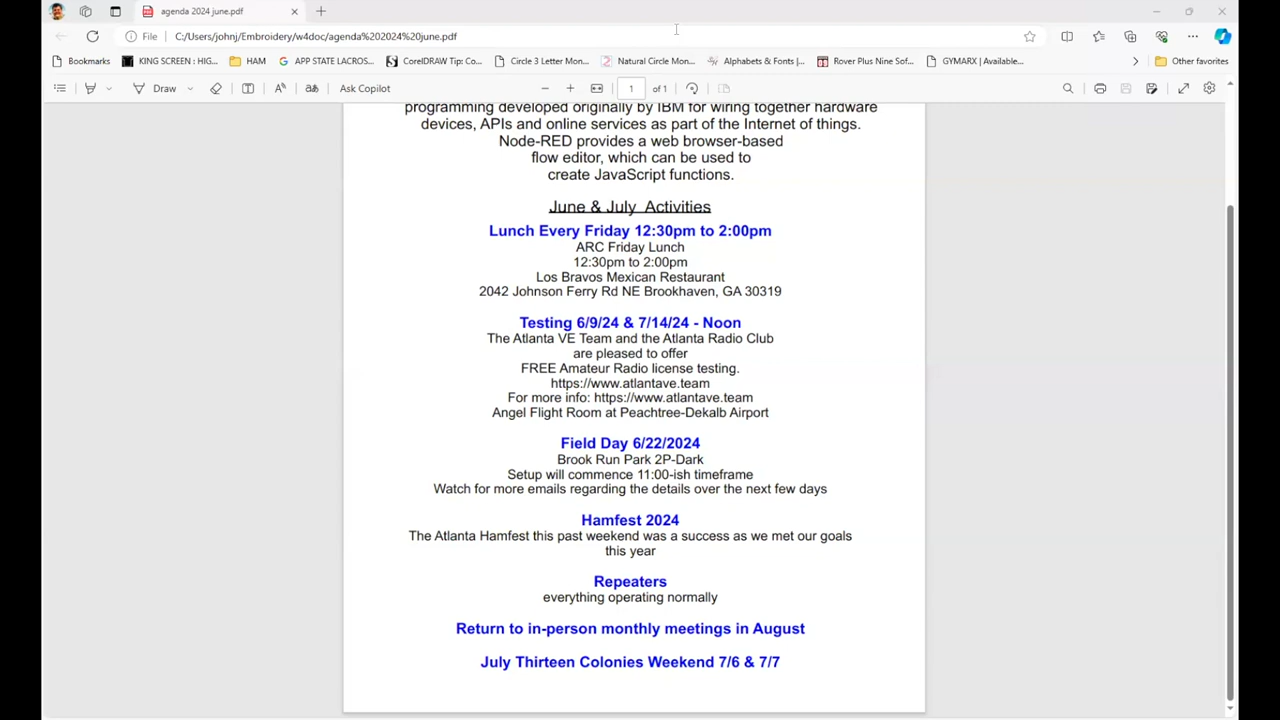 agenda 2024 june.pdf
File C:/Users/johnj/Embroidery/w4doc/agenda%202024%20june.pdf
Bookmarks KING SCREEN : HIG... HAM APP STATE LACROS... CorelDRAW Tip: Co... Circle 3 Letter Mon... Natural Circle Mon... Alphabets & Fonts |... Rover Plus Nine Sof... GYMARX | Available... Other favorites
Draw Ask Copilot 1 of 1
programming developed originally by IBM for wiring together hardware
devices, APIs and online services as part of the Internet of things.
Node-RED provides a web browser-based
flow editor, which can be used to
create JavaScript functions.
June & July Activities
Lunch Every Friday 12:30pm to 2:00pm
ARC Friday Lunch
12:30pm to 2:00pm
Los Bravos Mexican Restaurant
2042 Johnson Ferry Rd NE Brookhaven, GA 30319
Testing 6/9/24 & 7/14/24 - Noon
The Atlanta VE Team and the Atlanta Radio Club
are pleased to offer
FREE Amateur Radio license testing.
https://www.atlantave.team
For more info: https://www.atlantave.team
Angel Flight Room at Peachtree-Dekalb Airport
Field Day 6/22/2024
Brook Run Park 2P-Dark
Setup will commence 11:00-ish timeframe
Watch for more emails regarding the details over the next few days
Hamfest 2024
The Atlanta Hamfest this past weekend was a success as we met our goals
this year
Repeaters
everything operating normally
Return to in-person monthly meetings in August
July Thirteen Colonies Weekend 7/6 & 7/7